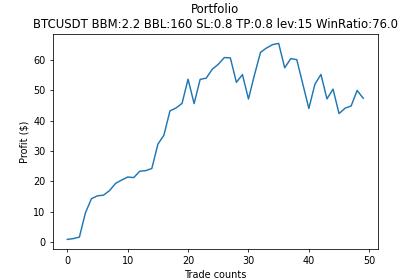 Portfolio
BTCUSDT BBM:2.2 BBL:160 SL:0.8 TP:0.8 lev:15 WinRatio:76.0
Profit ($)
60
50
40
30
20
10
0
0 10 20 30 40 50
Trade counts